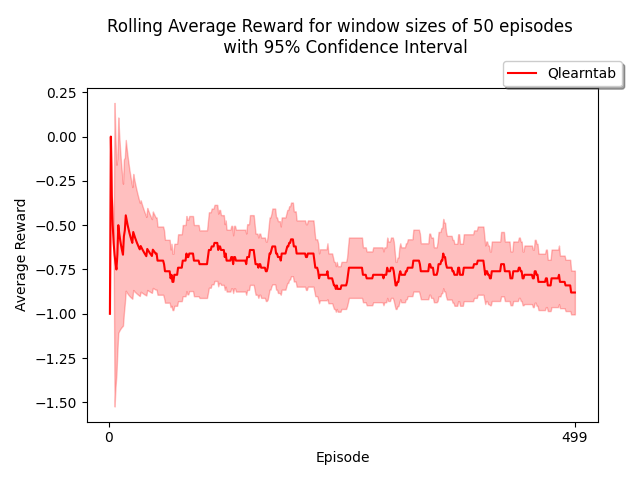 Rolling Average Reward for window sizes of 50 episodes
with 95% Confidence Interval
Qlearntab
0.25
0.00
−0.25
−0.50
−0.75
−1.00
−1.25
−1.50
Average Reward
0
499
Episode